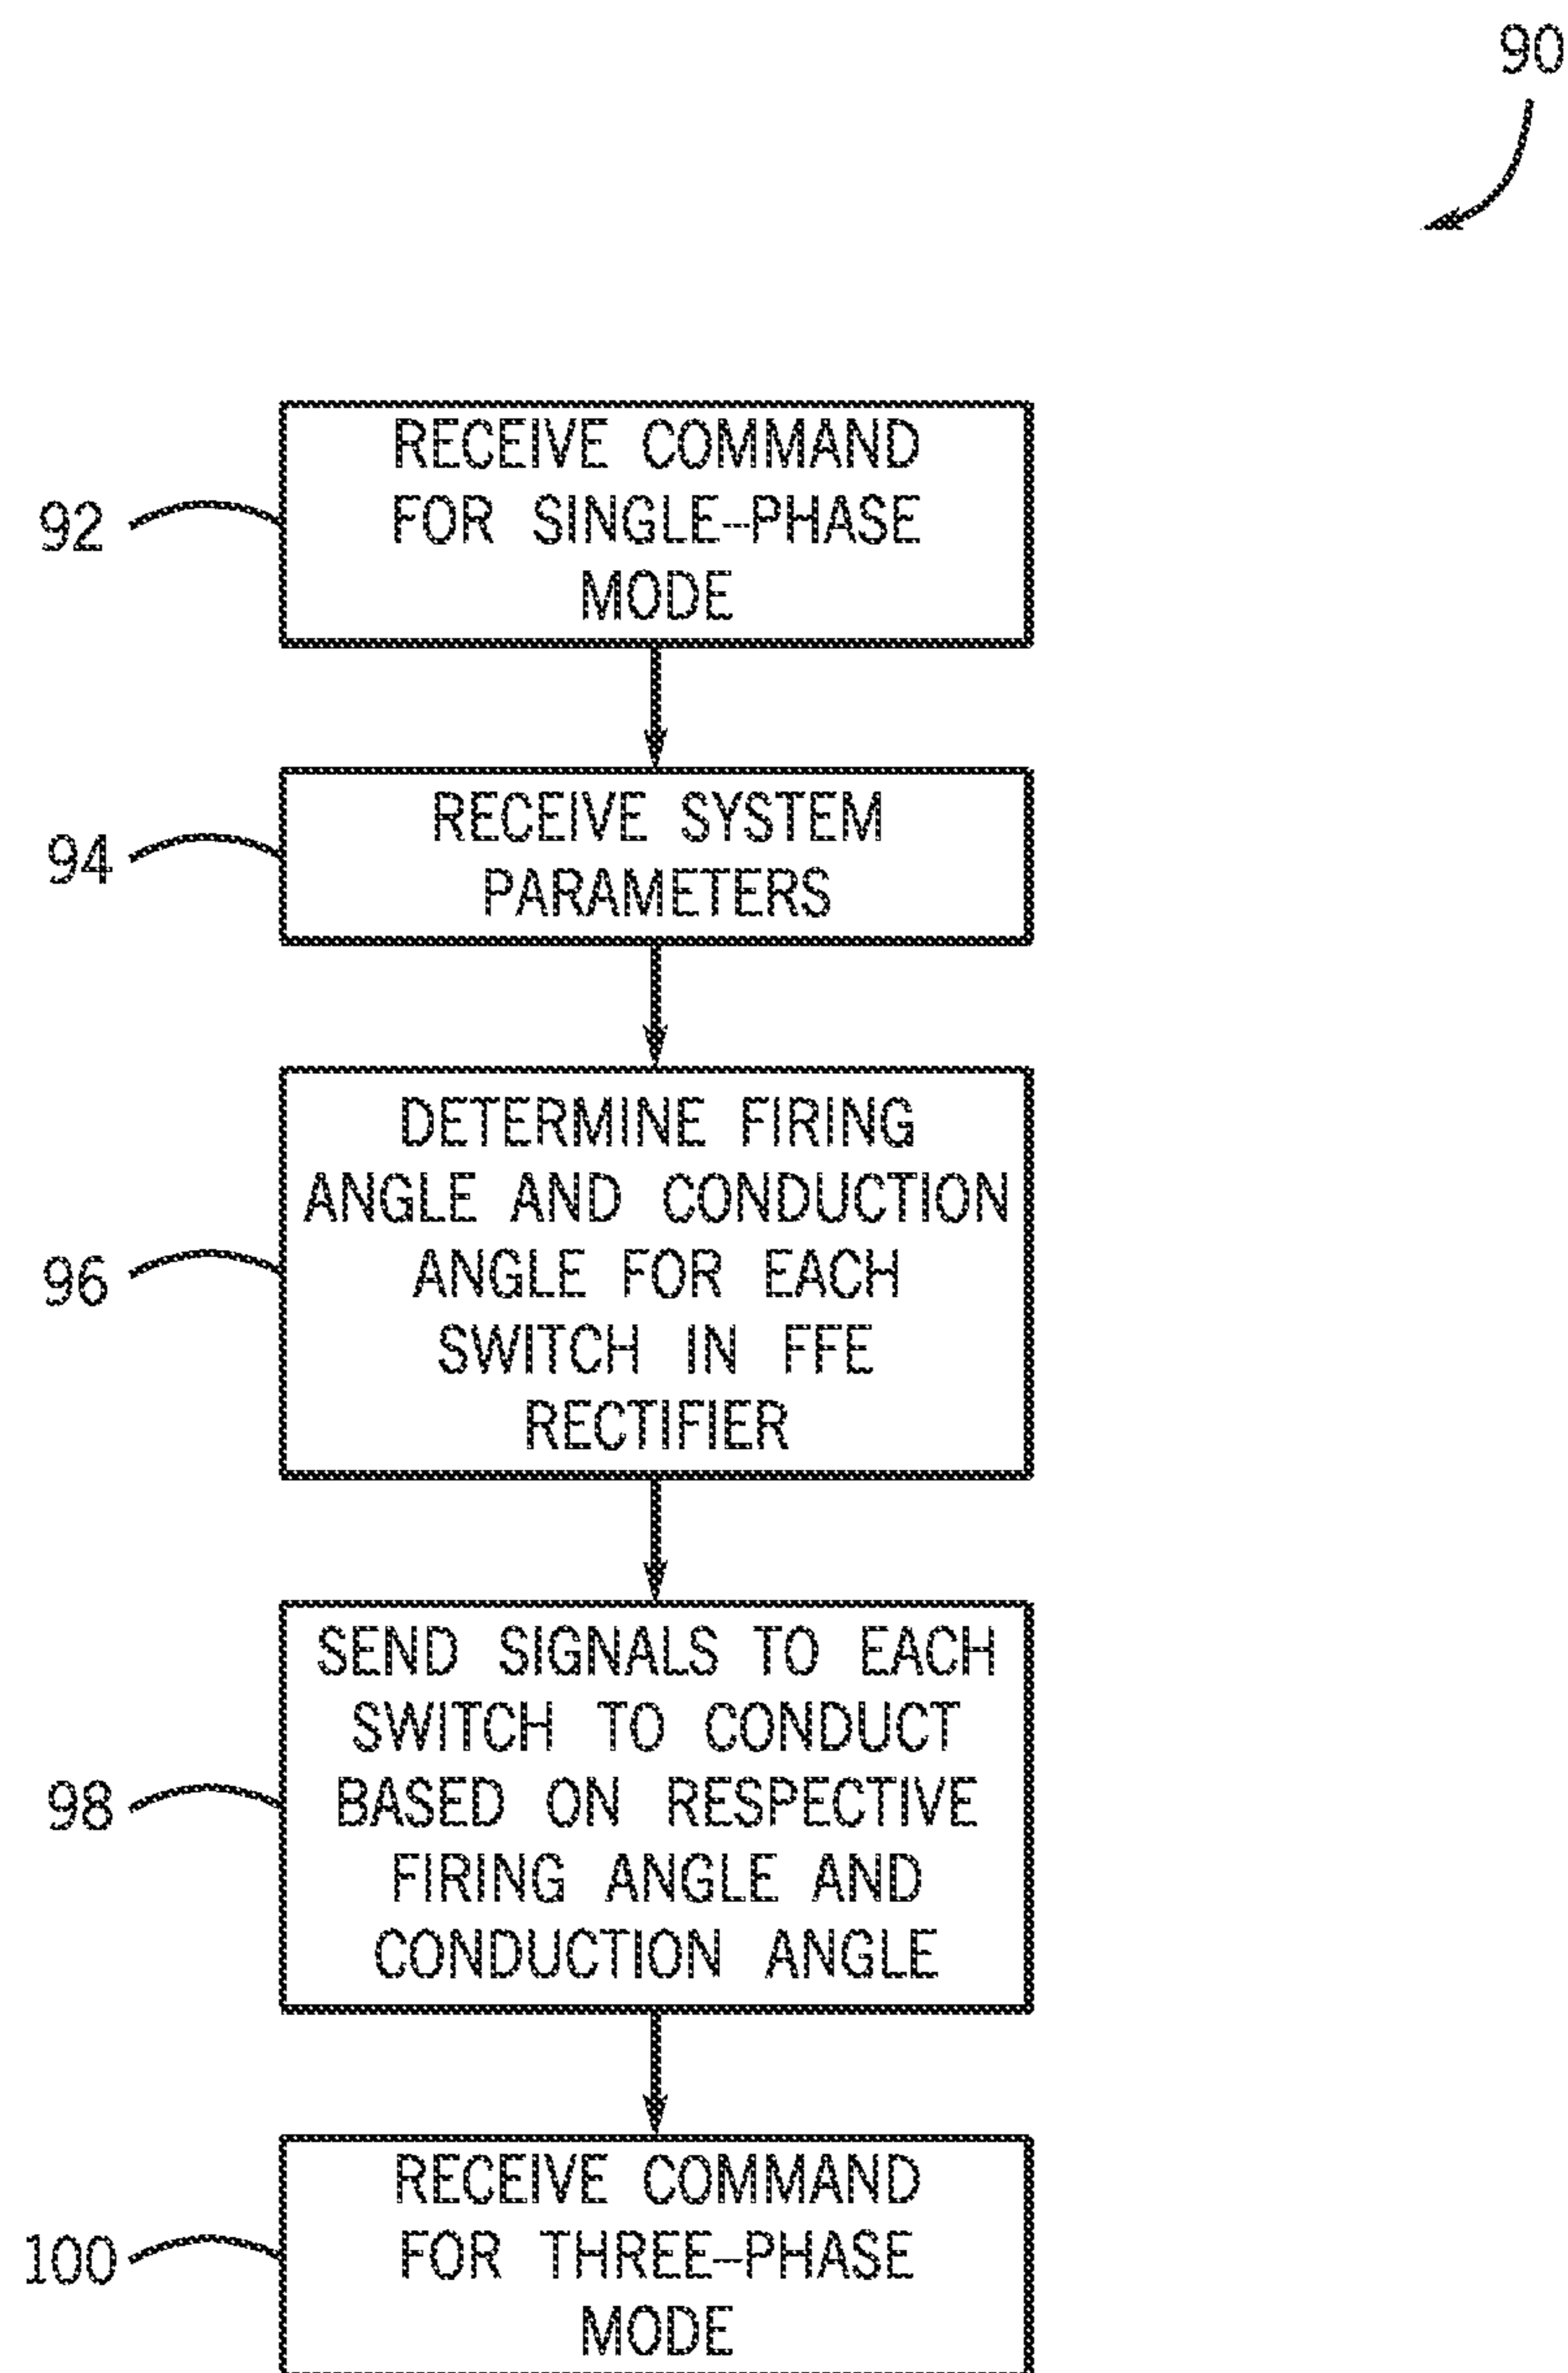 90
RECEIVE COMMAND
FOR SINGLE-PHASE
MODE
92
RECEIVE SYSTEM
PARAMETERS
94
DETERMINE FIRING
ANGLE AND CONDUCTION
ANGLE FOR EACH
SWITCH IN FFE
RECTIFIER
96
SEND SIGNALS TO EACH
SWITCH TO CONDUCT
BASED ON RESPECTIVE
FIRING ANGLE AND
CONDUCTION ANGLE
98
RECEIVE COMMAND
FOR THREE-PHASE
MODE
100